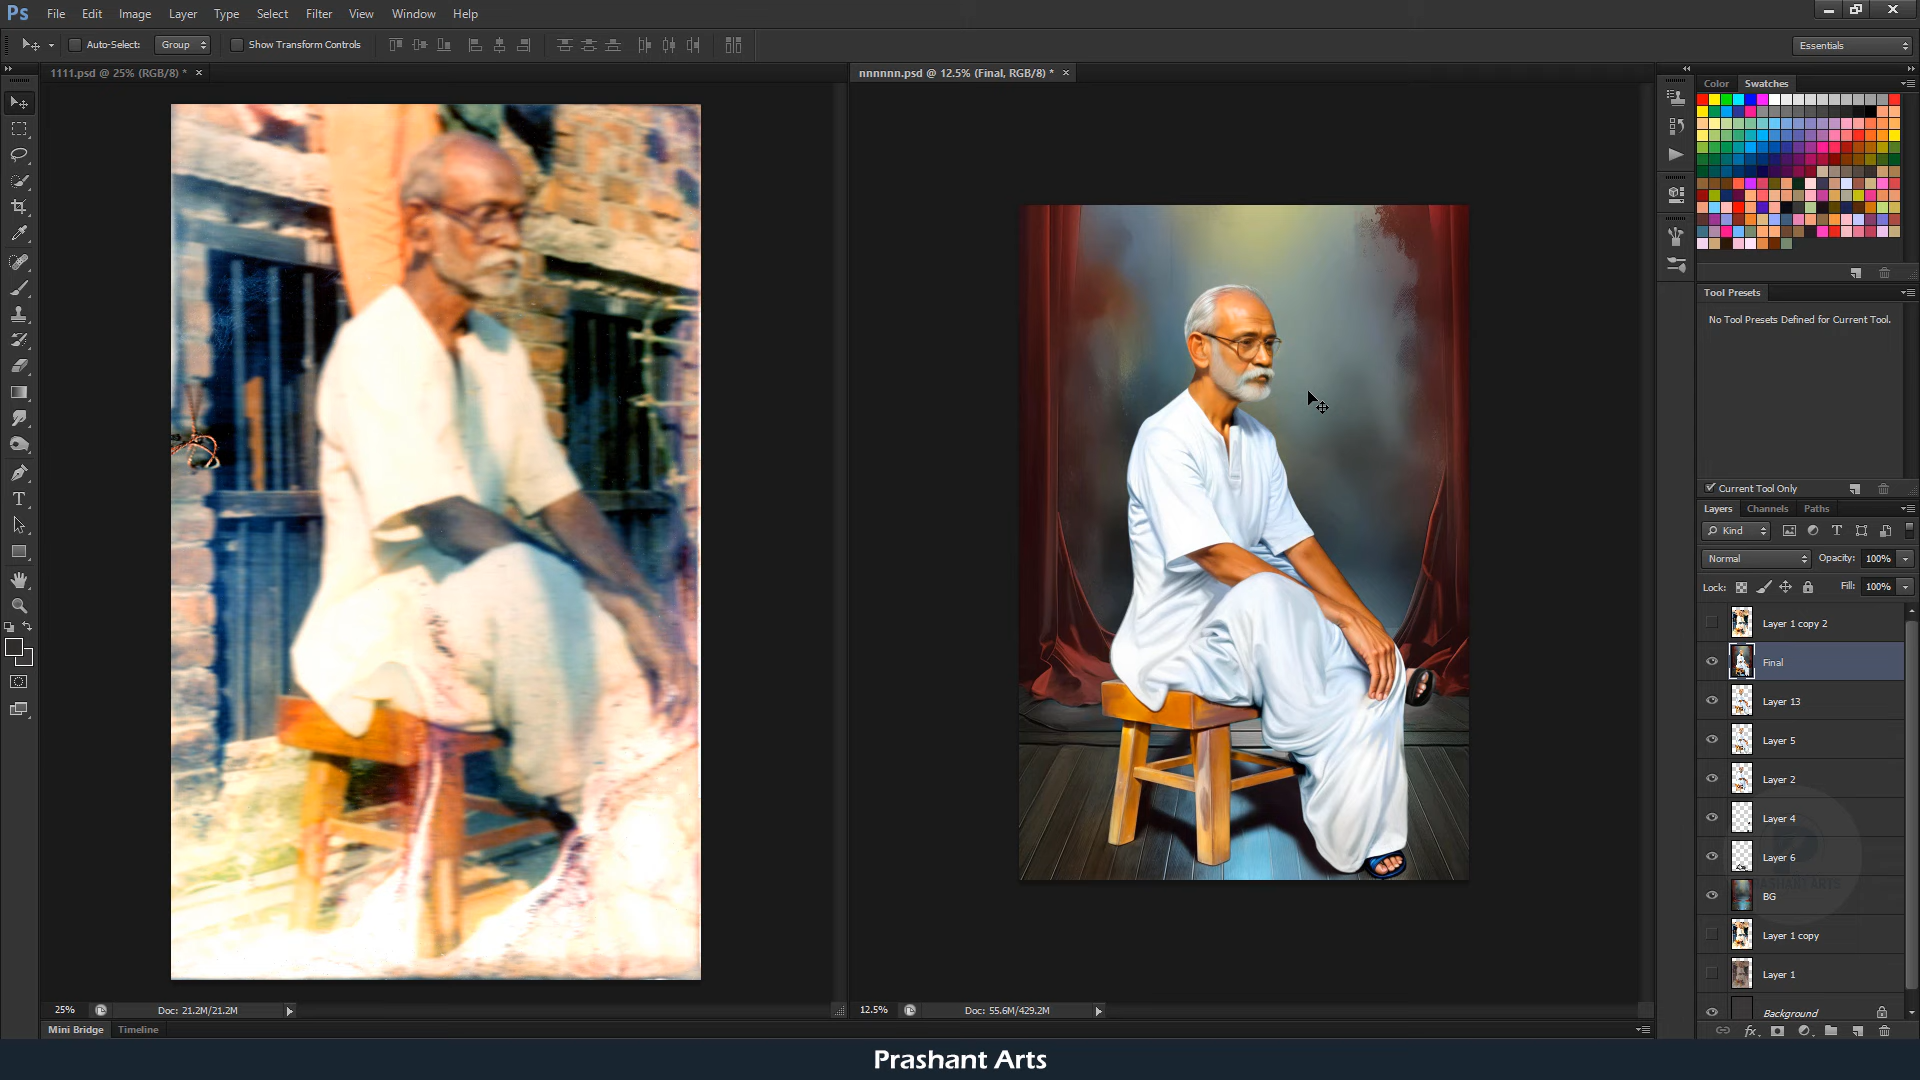 Ps File Edit Image Layer Type Select Filter View Window Help
Auto-Select: Group Show Transform Controls Essentials
1111.psd @ 25% (RGB/8) * × nnnnnn.psd @ 12.5% (Final, RGB/8) * ×
Color Swatches
Tool Presets
No Tool Presets Defined for Current Tool.
Current Tool Only
Layers Channels Paths
Kind
Normal Opacity: 100%
Lock: Fill: 100%
Layer 1 copy 2
Final
Layer 13
Layer 5
Layer 2
Layer 4
Layer 6
BG
Layer 1 copy
Layer 1
Background
25% Doc: 21.2M/21.2M 12.5% Doc: 55.6M/429.2M
Mini Bridge Timeline
Prashant Arts